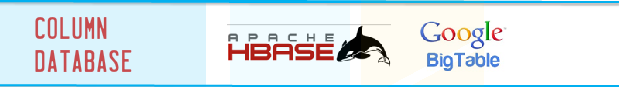 COLUMN
DATABASE
APACHE
HBASE
Google
BigTable